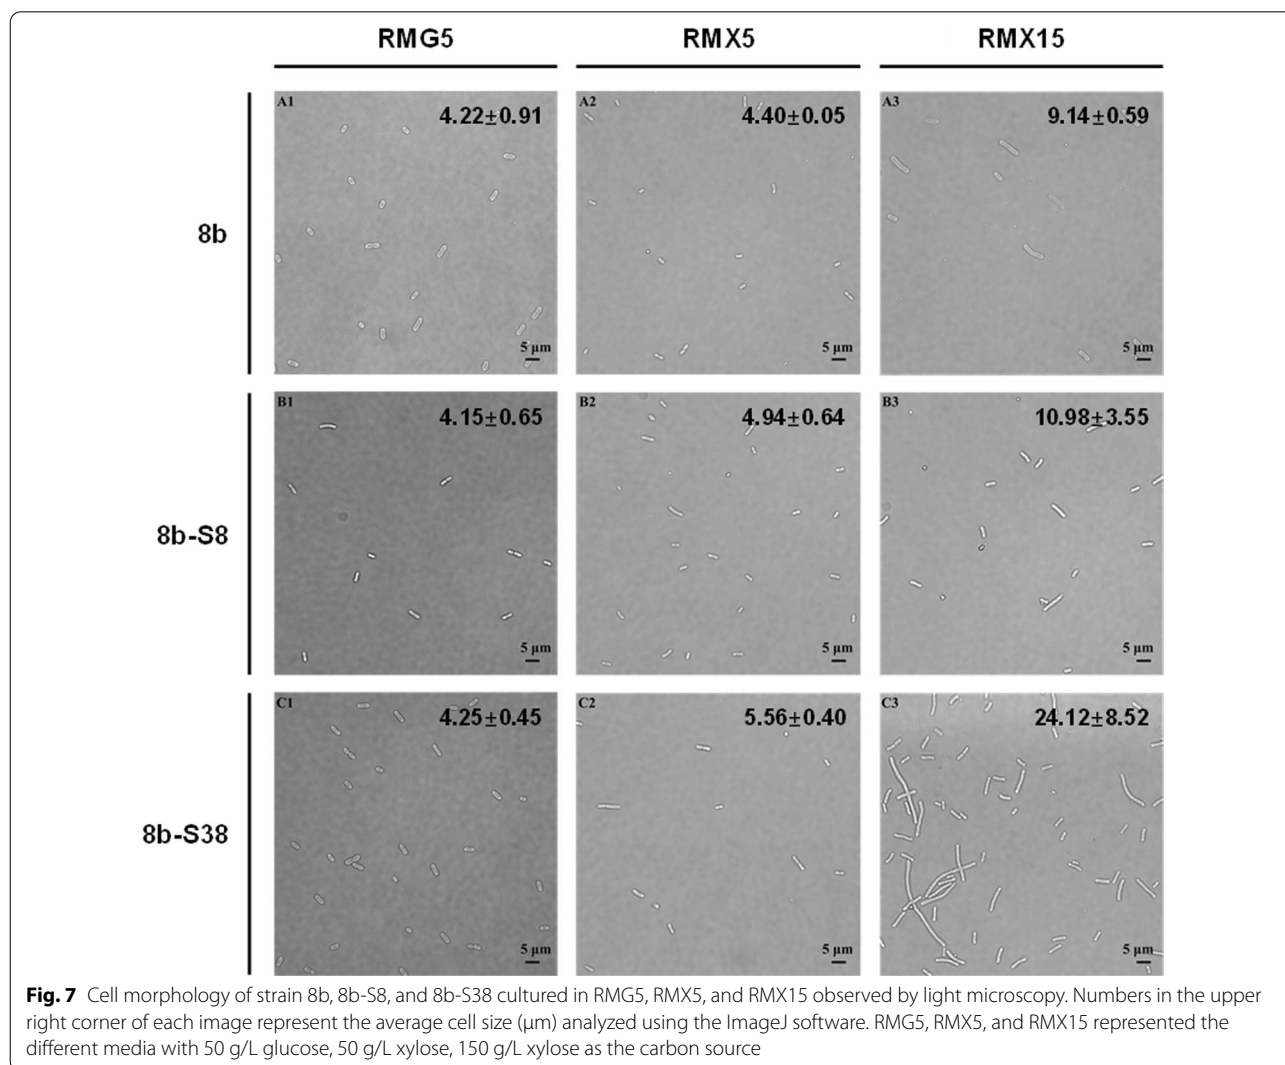 RMG5 RMX5 RMX15
8b
A1 4.22±0.91 5 µm
A2 4.40±0.05 5 µm
A3 9.14±0.59 5 µm
8b-S8
B1 4.15±0.65 5 µm
B2 4.94±0.64 5 µm
B3 10.98±3.55 5 µm
8b-S38
C1 4.25±0.45 5 µm
C2 5.56±0.40 5 µm
C3 24.12±8.52 5 µm
Fig. 7 Cell morphology of strain 8b, 8b-S8, and 8b-S38 cultured in RMG5, RMX5, and RMX15 observed by light microscopy. Numbers in the upper
right corner of each image represent the average cell size (µm) analyzed using the ImageJ software. RMG5, RMX5, and RMX15 represented the
different media with 50 g/L glucose, 50 g/L xylose, 150 g/L xylose as the carbon source